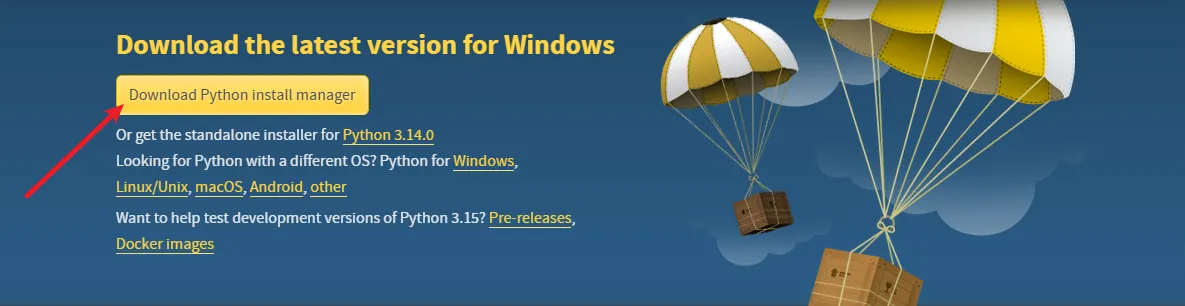 Download the latest version for Windows
Download Python install manager
Or get the standalone installer for Python 3.14.0
Looking for Python with a different OS? Python for Windows,
Linux/Unix, macOS, Android, other
Want to help test development versions of Python 3.15? Pre-releases,
Docker images